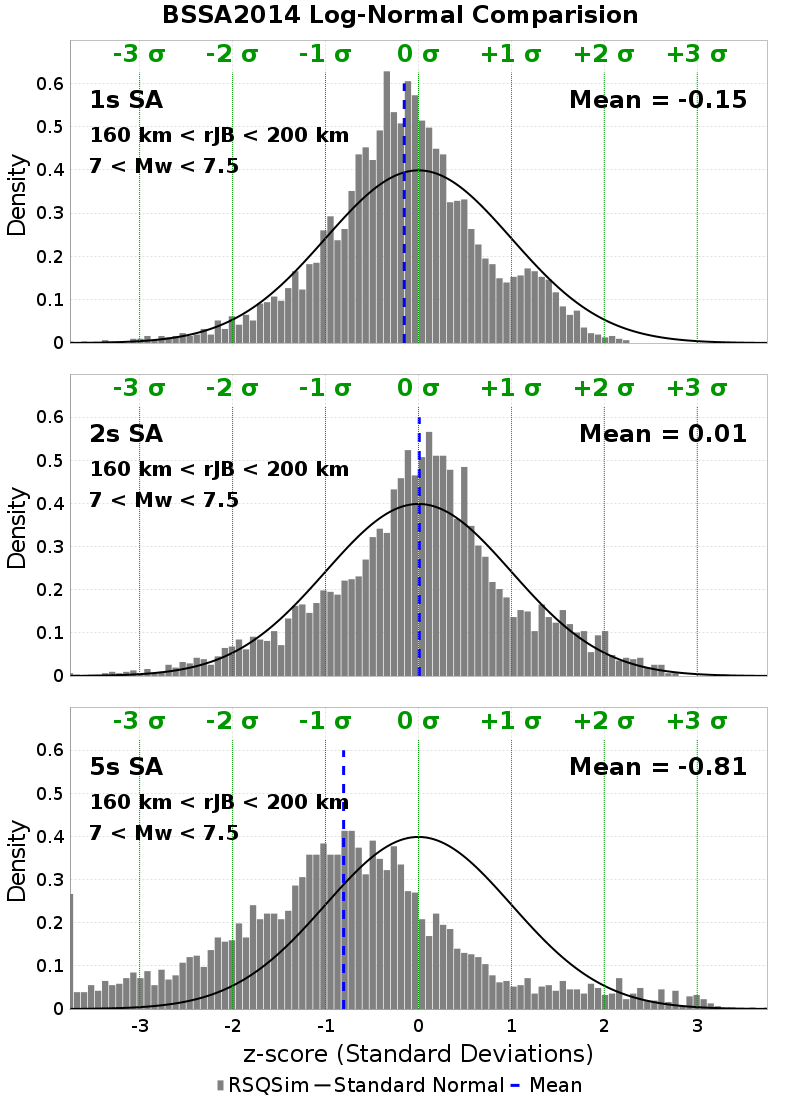 BSSA2014 Log-Normal Comparision
-3 σ -2 σ -1 σ 0 σ +1 σ +2 σ +3 σ
1s SA Mean = -0.15
160 km < rJB < 200 km
7 < Mw < 7.5
Density
0.6
0.5
0.4
0.3
0.2
0.1
0
-3 σ -2 σ -1 σ 0 σ +1 σ +2 σ +3 σ
2s SA Mean = 0.01
160 km < rJB < 200 km
7 < Mw < 7.5
Density
0.6
0.5
0.4
0.3
0.2
0.1
0
-3 σ -2 σ -1 σ 0 σ +1 σ +2 σ +3 σ
5s SA Mean = -0.81
160 km < rJB < 200 km
7 < Mw < 7.5
Density
0.6
0.5
0.4
0.3
0.2
0.1
0
-3 -2 -1 0 1 2 3
z-score (Standard Deviations)
RSQSim Standard Normal Mean